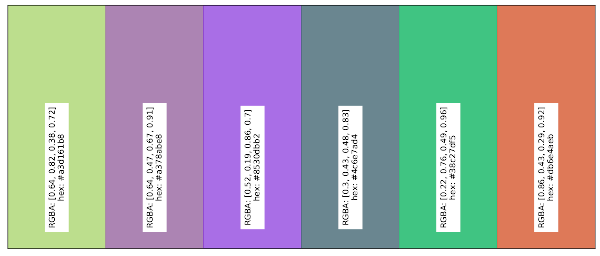 RGBA: [0.64, 0.82, 0.38, 0.72]
hex: #a3d161b8
RGBA: [0.64, 0.47, 0.67, 0.91]
hex: #a378abe8
RGBA: [0.52, 0.19, 0.86, 0.7]
hex: #8530dbb2
RGBA: [0.3, 0.43, 0.48, 0.83]
hex: #4c6e7ad4
RGBA: [0.22, 0.76, 0.49, 0.96]
hex: #38c27df5
RGBA: [0.86, 0.43, 0.29, 0.92]
hex: #db6e4aeb